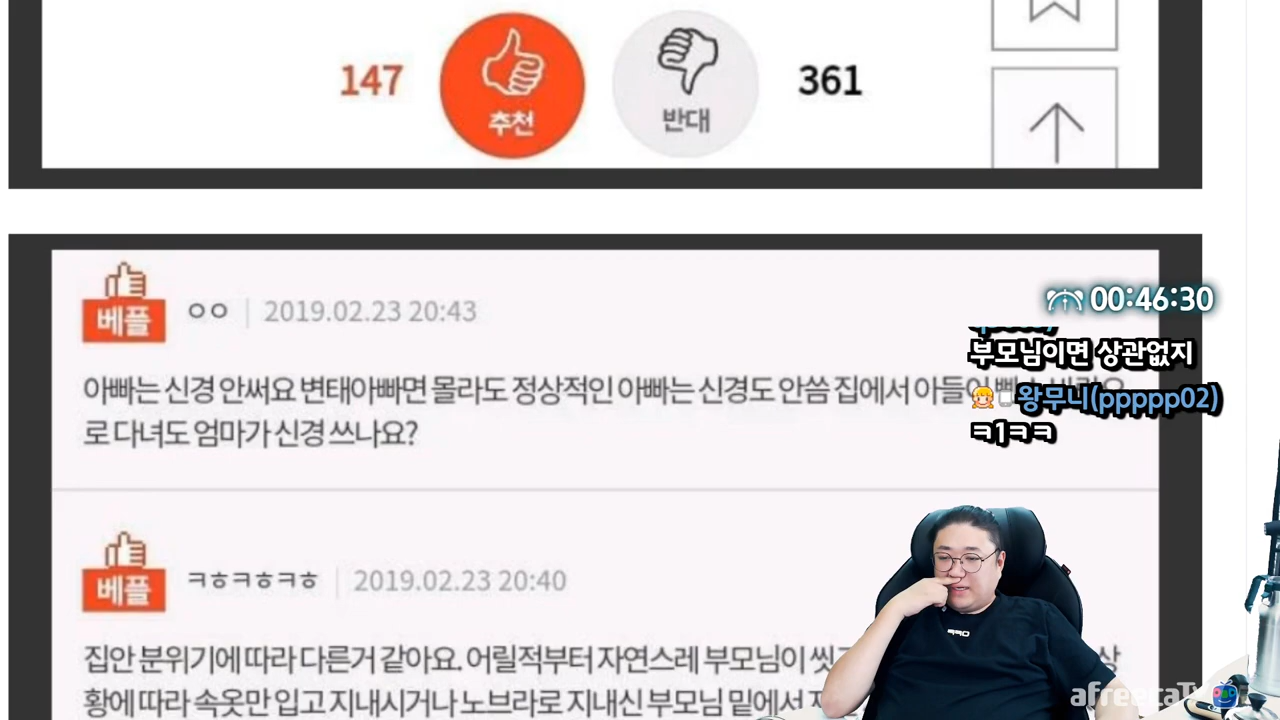 147
추천
반대
361
베플
ㅇㅇ
2019.02.23 20:43
아빠는 신경 안써요 변태아빠면 몰라도 정상적인 아빠는 신경도 안씀 집에서 아들이
로 다녀도 엄마가 신경 쓰나요?
00:46:30
부모님이면 상관없지
왕무니(ppppp02)
ㅋ1ㅋㅋ
베플
ㅋㅎㅋㅎㅋㅎ
2019.02.23 20:40
집안 분위기에 따라 다른거 같아요. 어릴적부터 자연스레 부모님이
상
황에 따라 속옷만 입고 지내시거나 노브라로 지내신 부모님 밑에서
afreecaTV